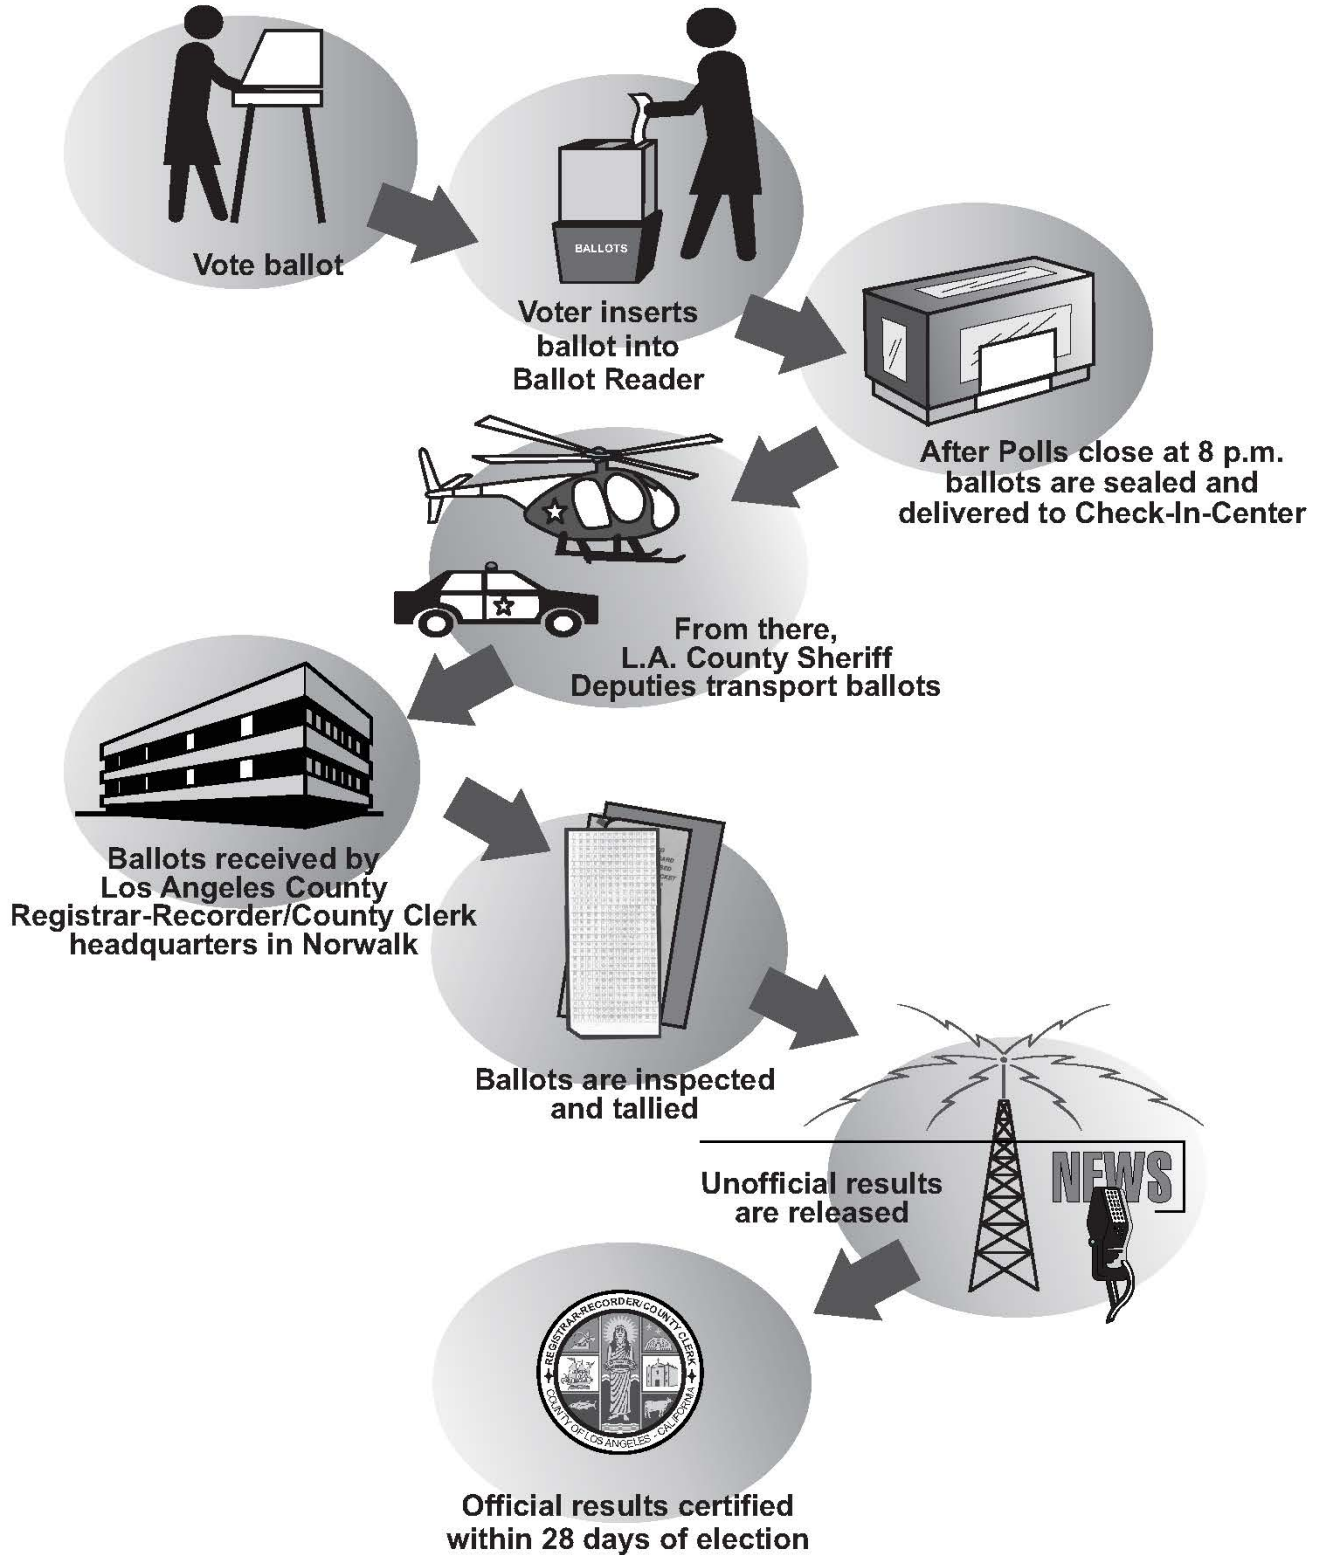 Vote ballot
BALLOTS
Voter inserts
ballot into
Ballot Reader
After Polls close at 8 p.m.
ballots are sealed and
delivered to Check-In-Center
From there,
L.A. County Sheriff
Deputies transport ballots
Ballots received by
Los Angeles County
Registrar-Recorder/County Clerk
headquarters in Norwalk
Ballots are inspected
and tallied
NEWS
Unofficial results
are released
REGISTRAR-RECORDER/COUNTY CLERK
COUNTY OF LOS ANGELES - CALIFORNIA
Official results certified
within 28 days of election